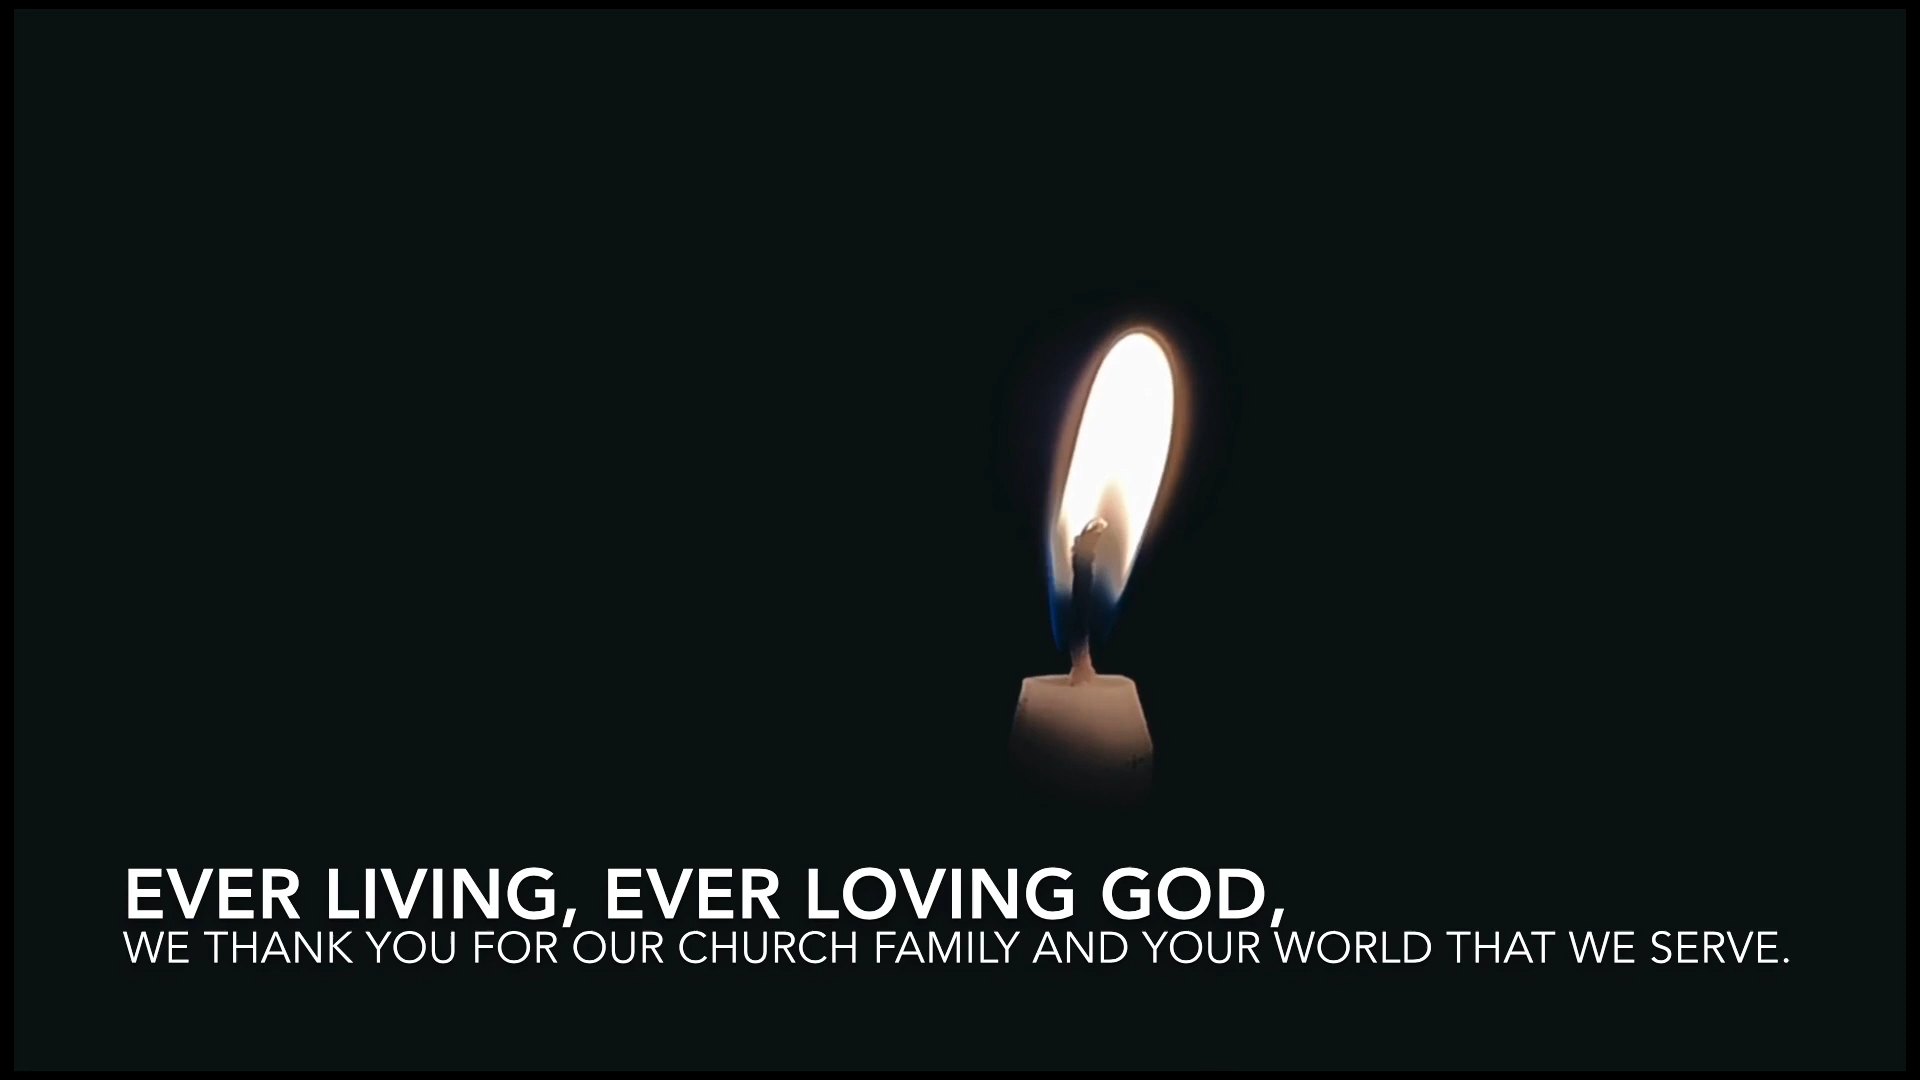 EVER LIVING, EVER LOVING GOD,
WE THANK YOU FOR OUR CHURCH FAMILY AND YOUR WORLD THAT WE SERVE.